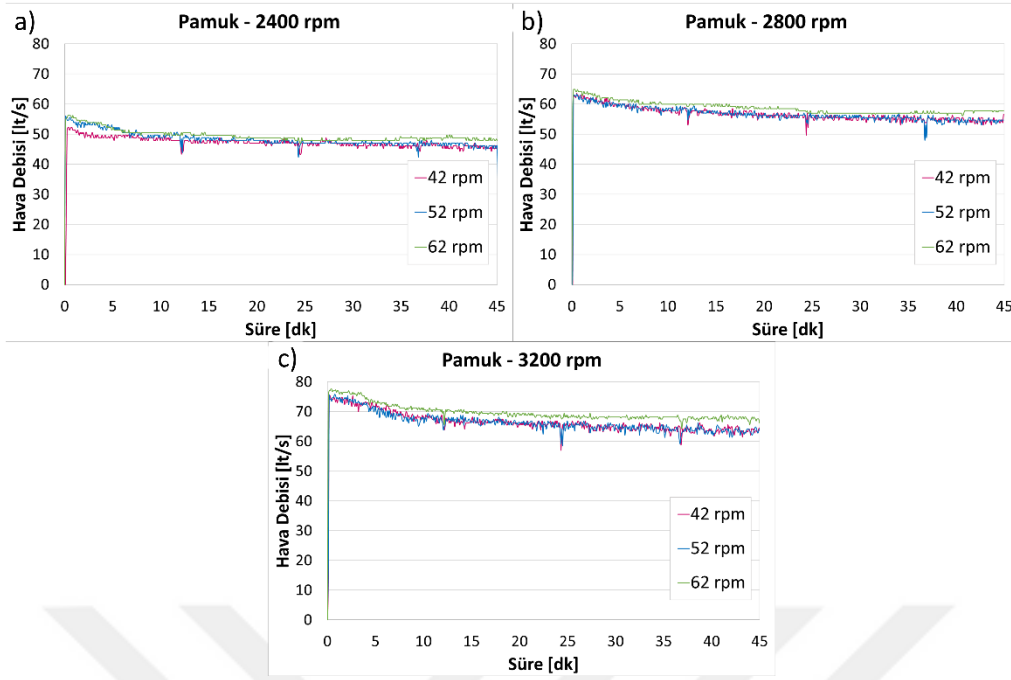 a)
Pamuk - 2400 rpm
80
70
60
50
40
30
20
10
0
Hava Debisi [lt/s]
0 5 10 15 20 25 30 35 40 45
Süre [dk]
42 rpm
52 rpm
62 rpm
b)
Pamuk - 2800 rpm
80
70
60
50
40
30
20
10
0
Hava Debisi [lt/s]
0 5 10 15 20 25 30 35 40 45
Süre [dk]
42 rpm
52 rpm
62 rpm
c)
Pamuk - 3200 rpm
80
70
60
50
40
30
20
10
0
Hava Debisi [lt/s]
0 5 10 15 20 25 30 35 40 45
Süre [dk]
42 rpm
52 rpm
62 rpm